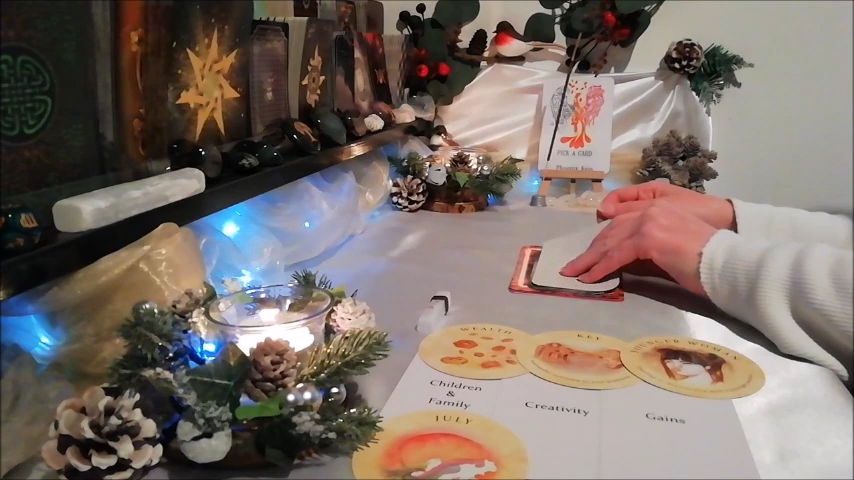 PICK A CARD
WEALTH
KEY
Children
&
Family
Creativity
Gains
JULY